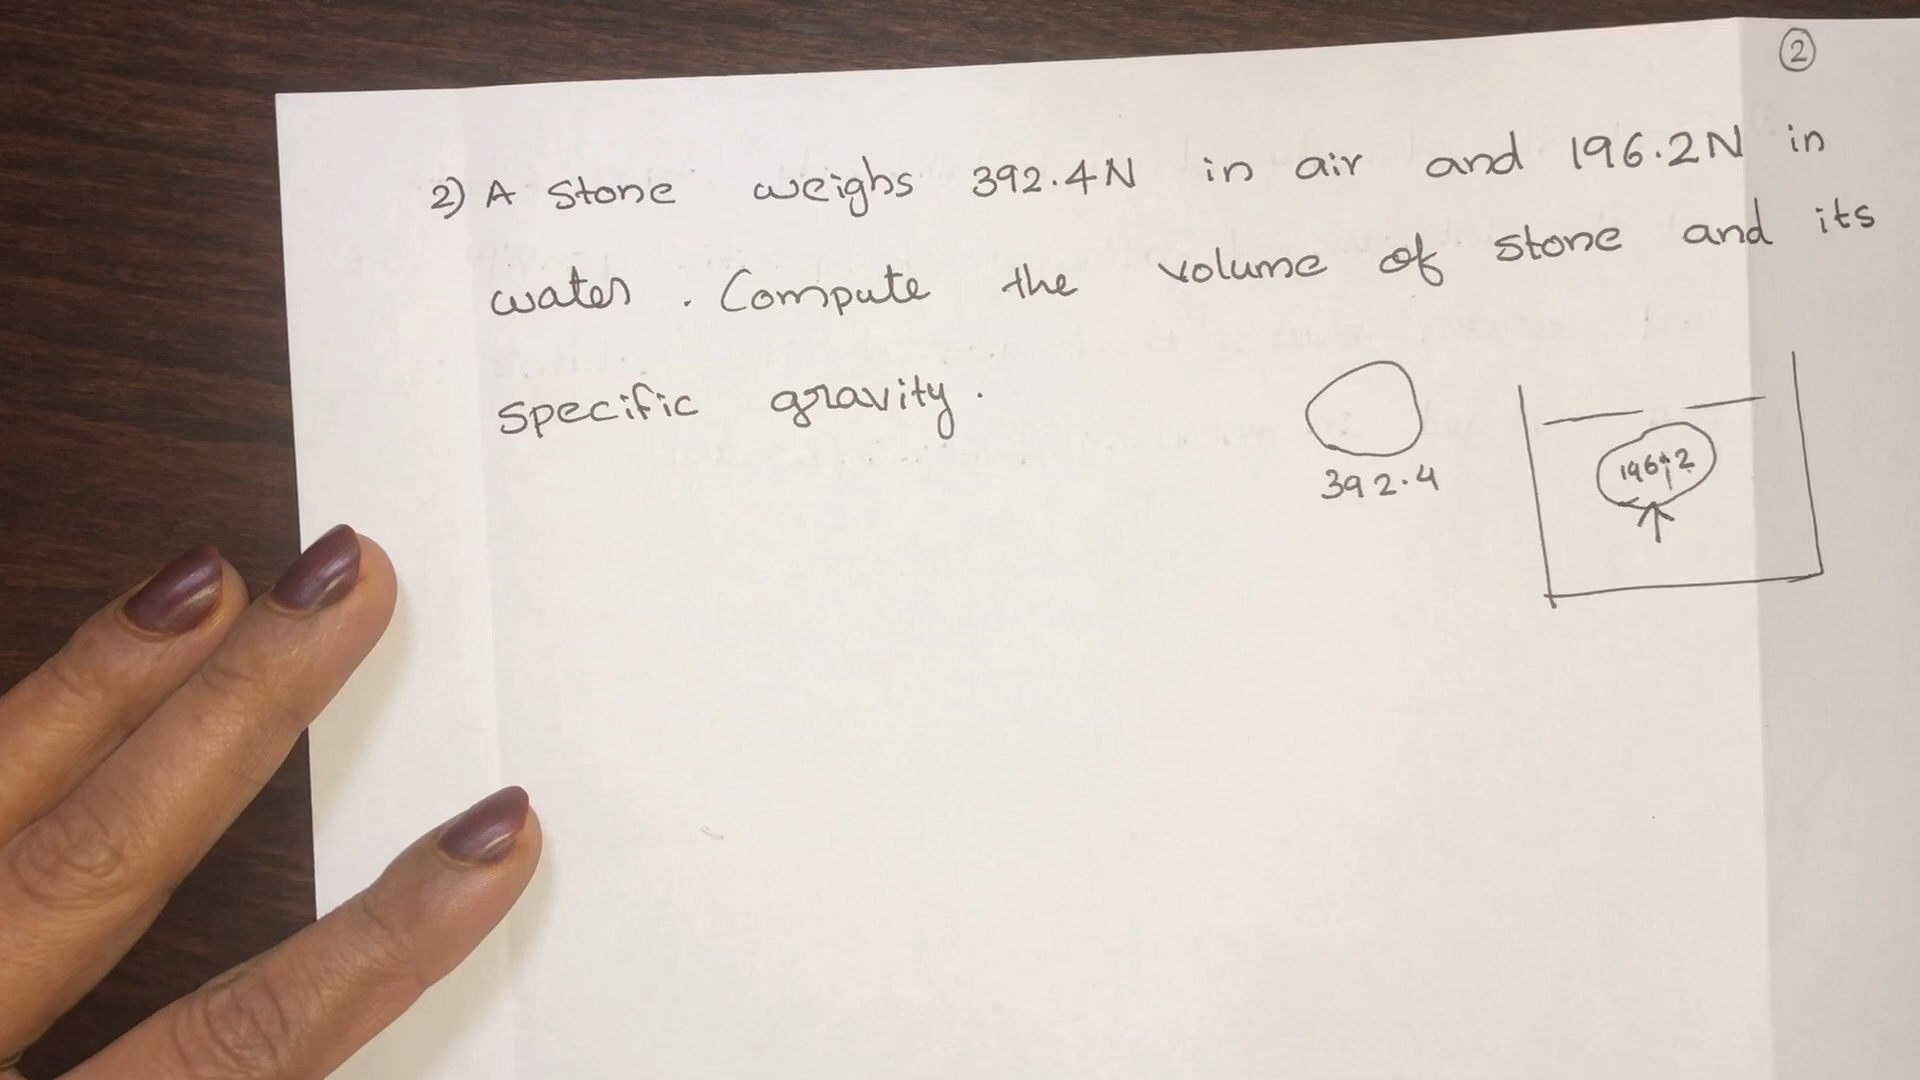 ②
2) A stone weighs 392.4N in air and 196.2N in
water. Compute the volume of stone and its
specific gravity.
392.4
196.2